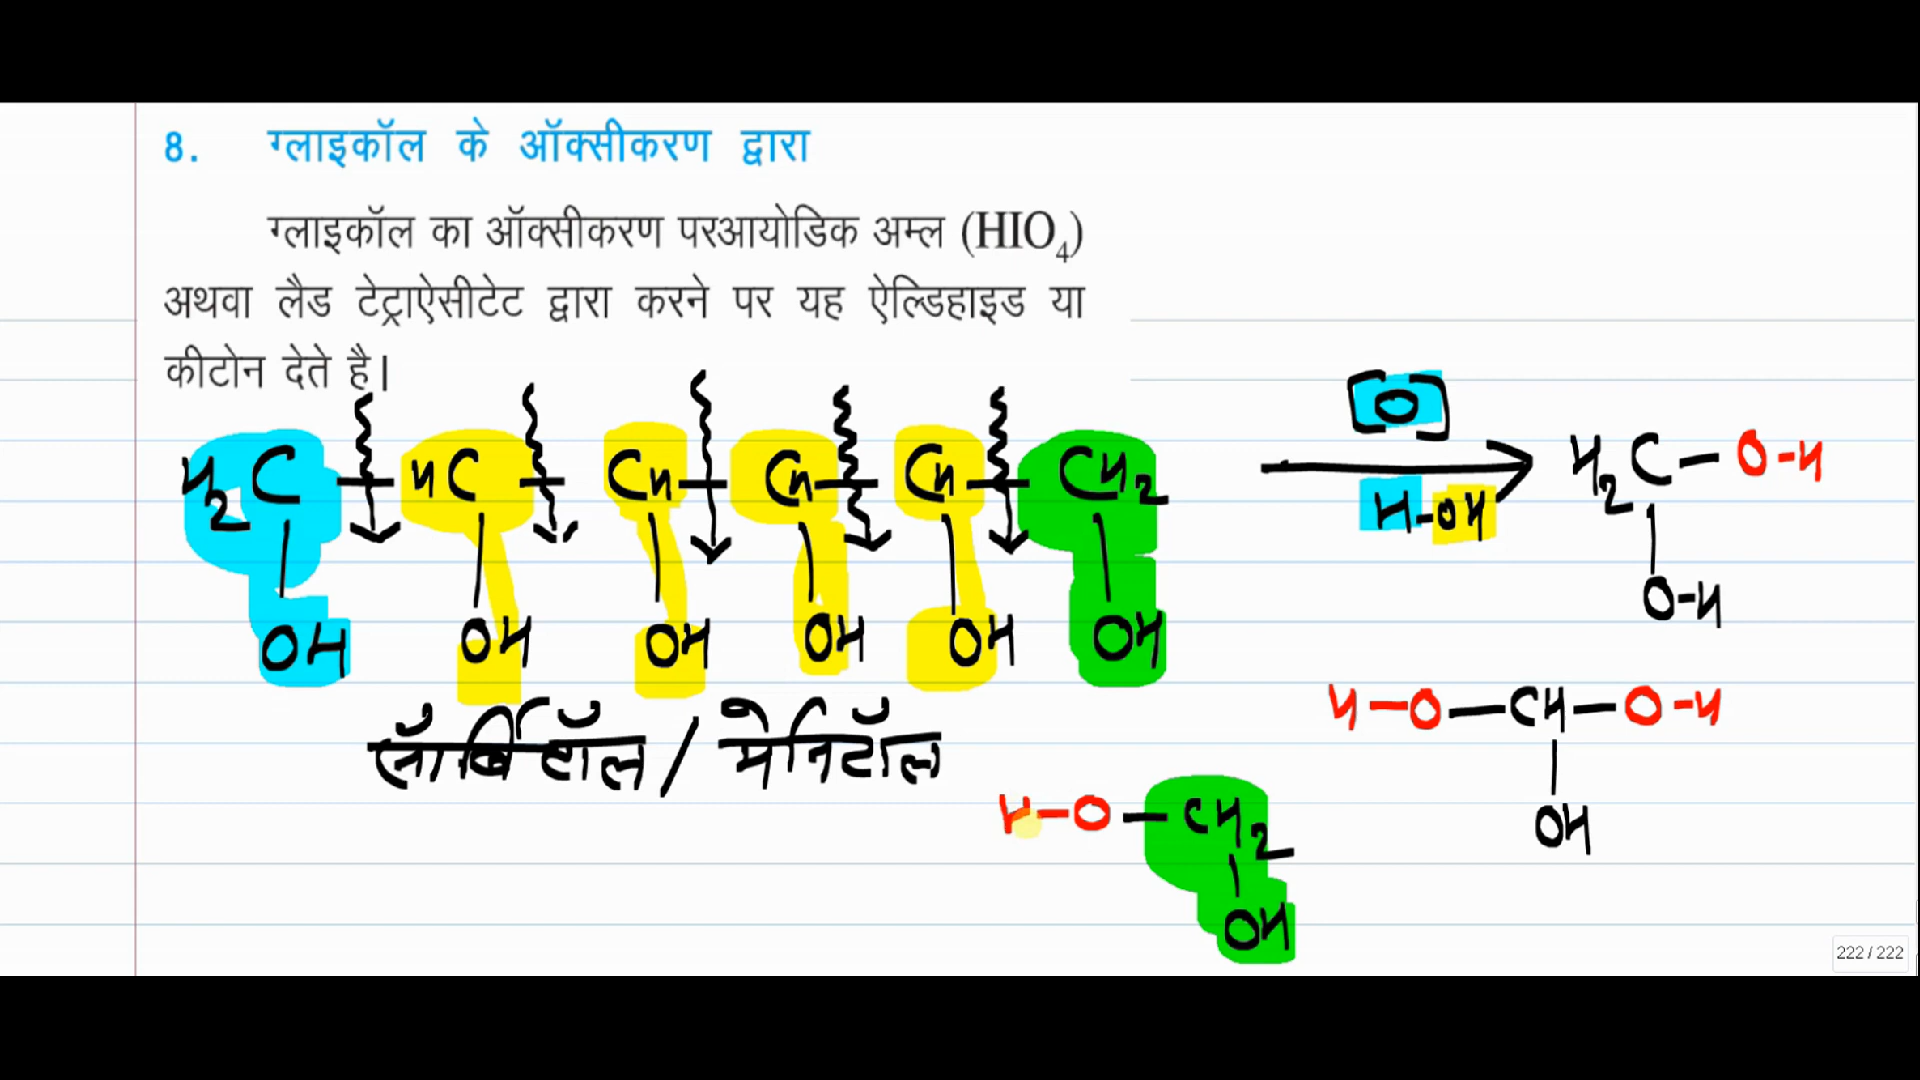 8. ग्लाइकॉल के ऑक्सीकरण द्वारा
ग्लाइकॉल का ऑक्सीकरण परआयोडिक अम्ल (HIO₄)
अथवा लैड टेट्राऐसीटेट द्वारा करने पर यह ऐल्डिहाइड या
कीटोन देते है।
[O]
H₂C — HC — CH — CH — CH — CH₂ → H₂C — O-H
H-OH
OH OH OH OH OH OH O-H
H—O—CH—O-H
सॉर्बिटॉल / मेनिटॉल
H—O—CH₂
OH
OH
222 / 222